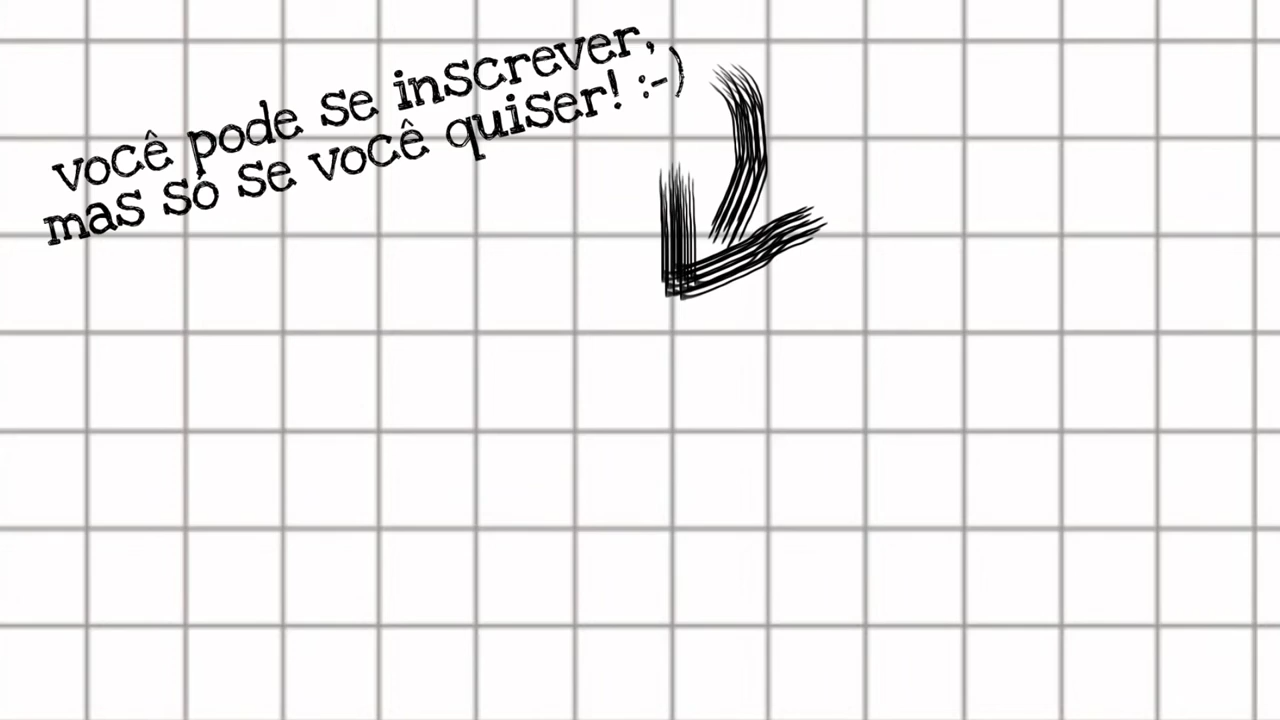 você pode se inscrever,
mas só se você quiser! :-)